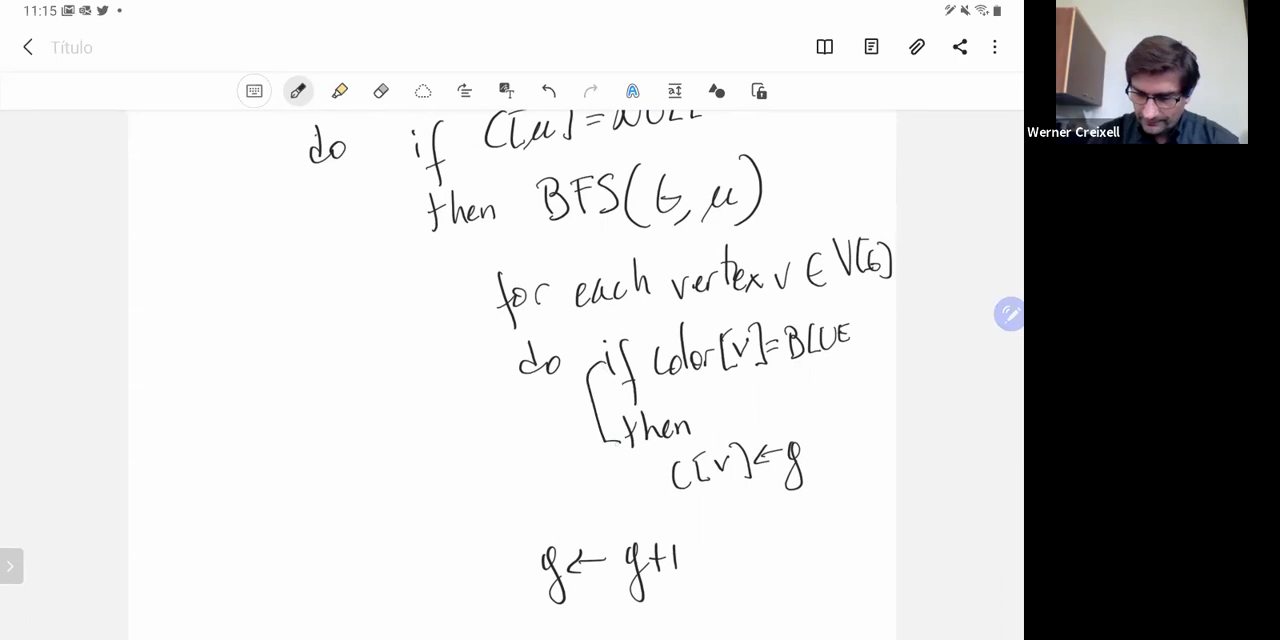 11:15
Título
do if C[u]=NULL
then BFS(G, u)
for each vertex v ∈ V[G]
do if color[v]=BLUE
then
C[v]←g
g← g+1
Werner Creixell